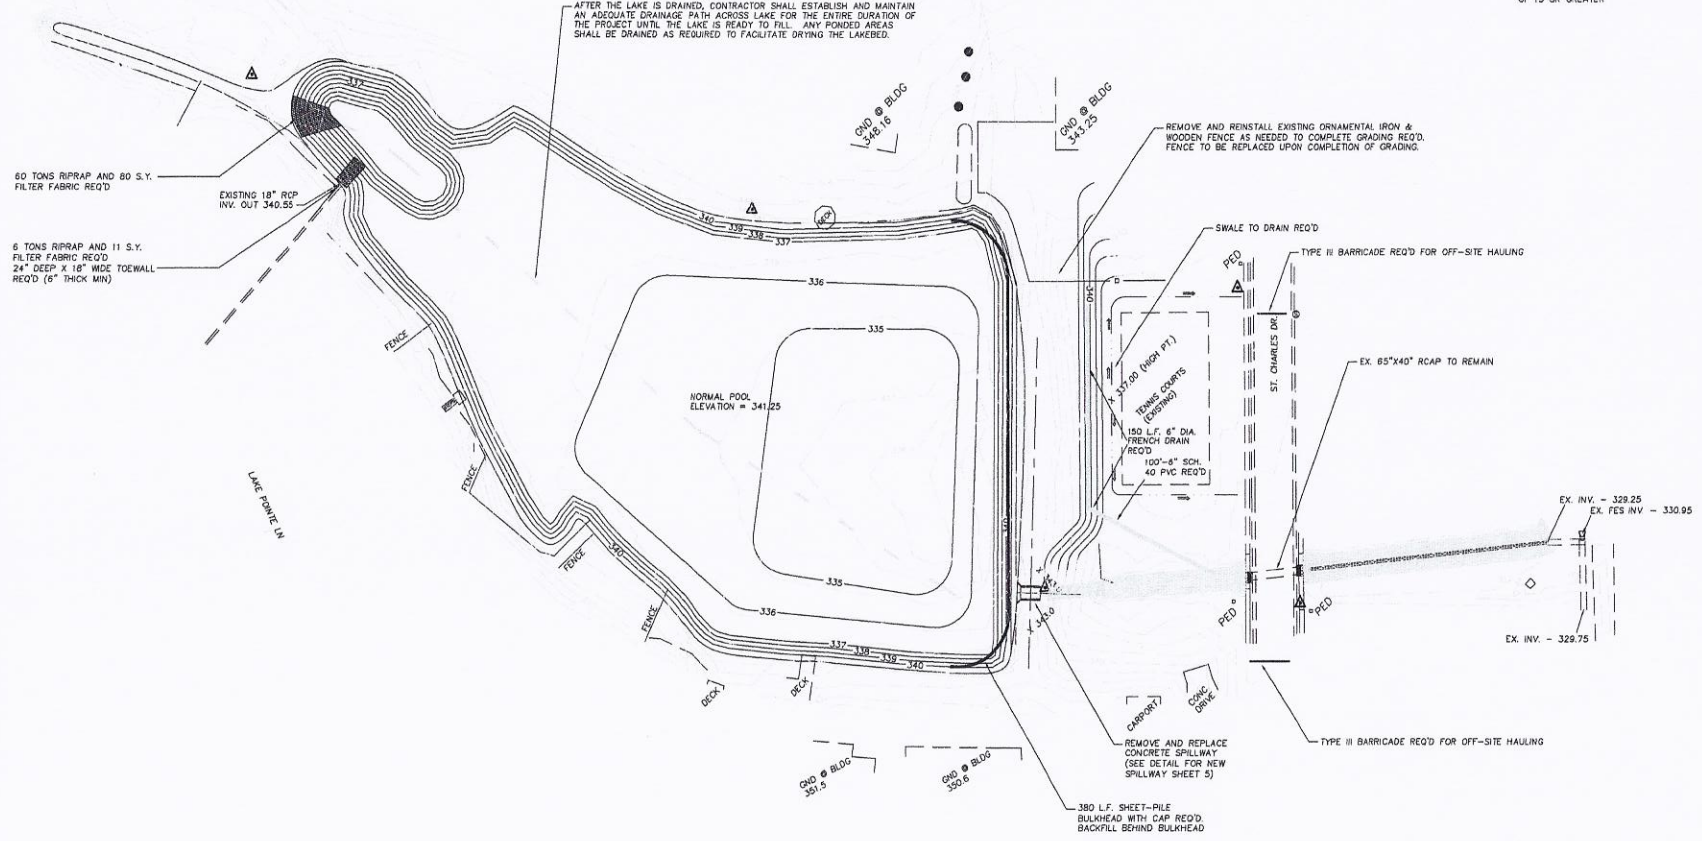 AFTER THE LAKE IS DRAINED, CONTRACTOR SHALL ESTABLISH AND MAINTAIN
AN ADEQUATE DRAINAGE PATH ACROSS LAKE FOR THE ENTIRE DURATION OF
THE PROJECT UNTIL THE LAKE IS READY TO FILL. ANY PONDED AREAS
SHALL BE DRAINED AS REQUIRED TO FACILITATE DRYING THE LAKEBED.
337
GND @ BLDG
348.16
GND @ BLDG
343.25
REMOVE AND REINSTALL EXISTING ORNAMENTAL IRON &
WOODEN FENCE AS NEEDED TO COMPLETE GRADING REQ'D.
FENCE TO BE REPLACED UPON COMPLETION OF GRADING.
60 TONS RIPRAP AND 80 S.Y.
FILTER FABRIC REQ'D
EXISTING 18" RCP
INV. OUT 340.55
6 TONS RIPRAP AND 11 S.Y.
FILTER FABRIC REQ'D
24" DEEP X 18" WIDE TOEWALL
REQ'D (6" THICK MIN)
340
339
338
337
DECK
SWALE TO DRAIN REQ'D
PED
TYPE III BARRICADE REQ'D FOR OFF-SITE HAULING
336
335
340
FENCE
ST. CHARLES DR.
EX. 65"X40" RCAP TO REMAIN
X 337.00 (HIGH PT.)
TENNIS COURTS
(EXISTING)
NORMAL POOL
ELEVATION = 341.25
150 L.F. 6" DIA.
FRENCH DRAIN
REQ'D
100'-6" SCH.
40 PVC REQ'D
FENCE
LAKE POINTE LN
EX. INV. - 329.25
EX. FES INV - 330.95
340
FENCE
335
336
X 343.0
X 343.0
FENCE
PED
PED
EX. INV. - 329.75
337
338
339
340
DECK
DECK
CARPORT
CONC
DRIVE
REMOVE AND REPLACE
CONCRETE SPILLWAY
(SEE DETAIL FOR NEW
SPILLWAY SHEET 5)
TYPE III BARRICADE REQ'D FOR OFF-SITE HAULING
GND @ BLDG
351.5
GND @ BLDG
350.6
380 L.F. SHEET-PILE
BULKHEAD WITH CAP REQ'D.
BACKFILL BEHIND BULKHEAD